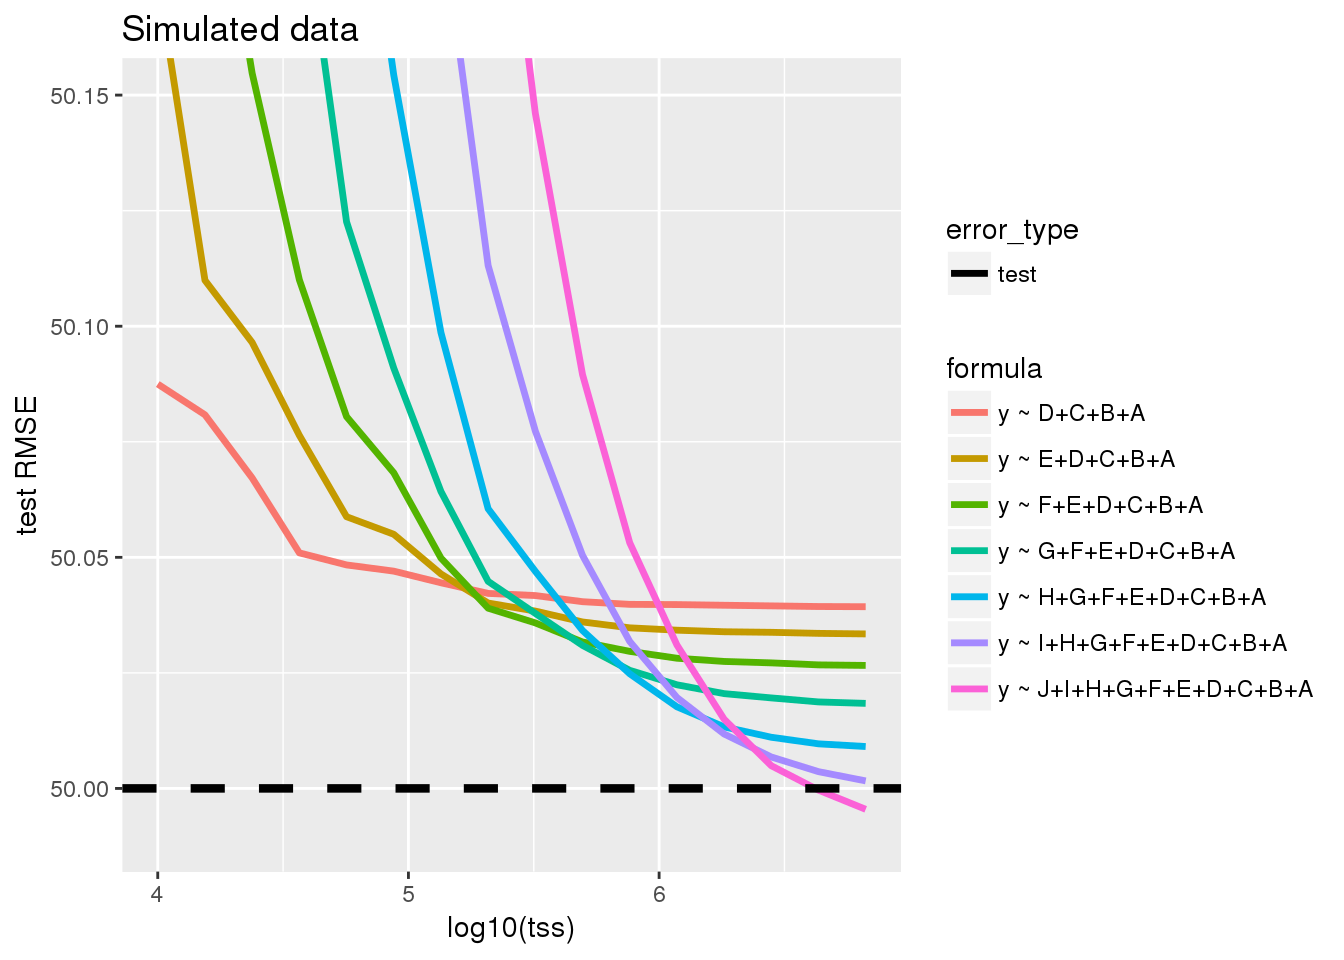 Simulated data
50.15
50.10
50.05
50.00
test RMSE
4
5
6
log10(tss)
error_type
test
formula
y ~ D+C+B+A
y ~ E+D+C+B+A
y ~ F+E+D+C+B+A
y ~ G+F+E+D+C+B+A
y ~ H+G+F+E+D+C+B+A
y ~ I+H+G+F+E+D+C+B+A
y ~ J+I+H+G+F+E+D+C+B+A